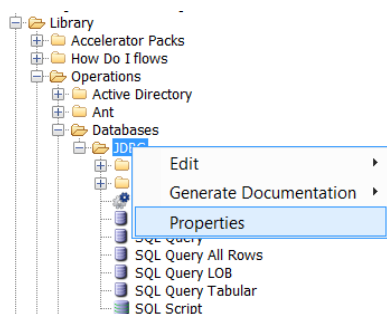 Library
Accelerator Packs
How Do I flows
Operations
Active Directory
Ant
Databases
JDBC
Edit
Generate Documentation
Properties
SQL Query
SQL Query All Rows
SQL Query LOB
SQL Query Tabular
SQL Script